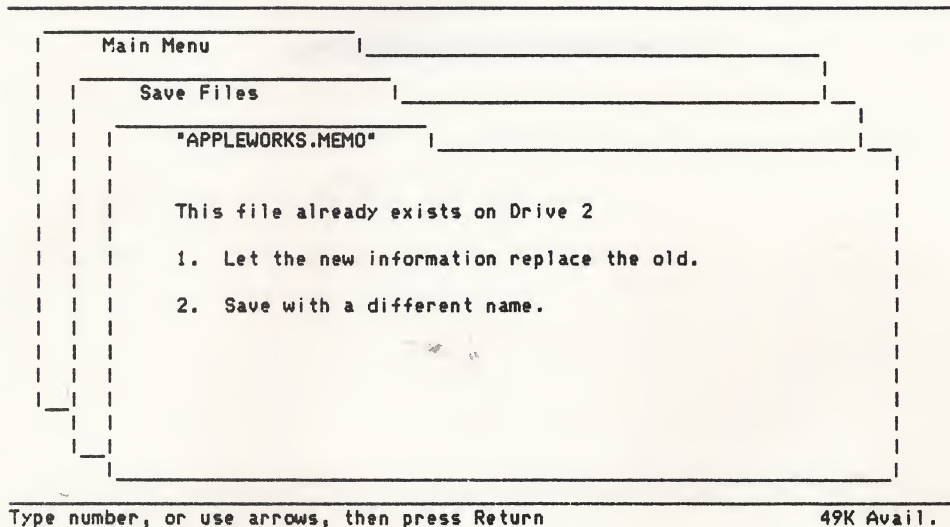 Main Menu
Save Files
"APPLEWORKS.MEMO"
This file already exists on Drive 2
1. Let the new information replace the old.
2. Save with a different name.
Type number, or use arrows, then press Return 49K Avail.